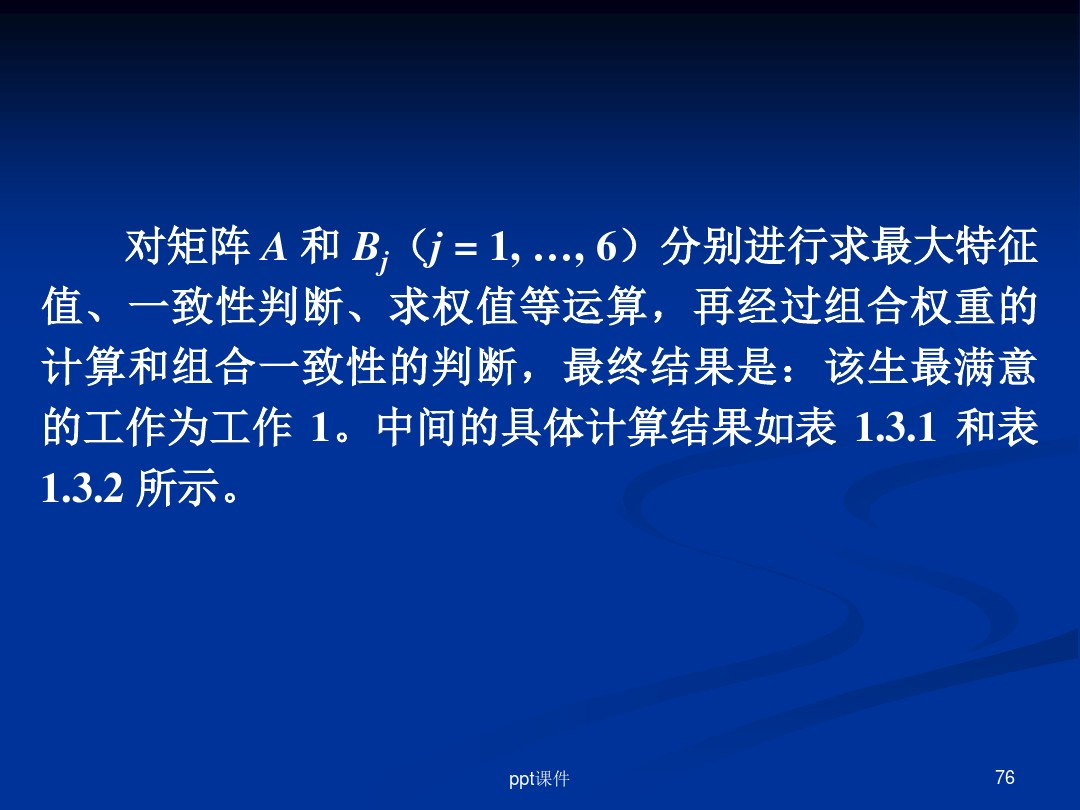 对矩阵 A 和 Bj（j = 1, …, 6）分别进行求最大特征
值、一致性判断、求权值等运算，再经过组合权重的
计算和组合一致性的判断，最终结果是：该生最满意
的工作为工作 1。中间的具体计算结果如表 1.3.1 和表
1.3.2 所示。
ppt课件
76